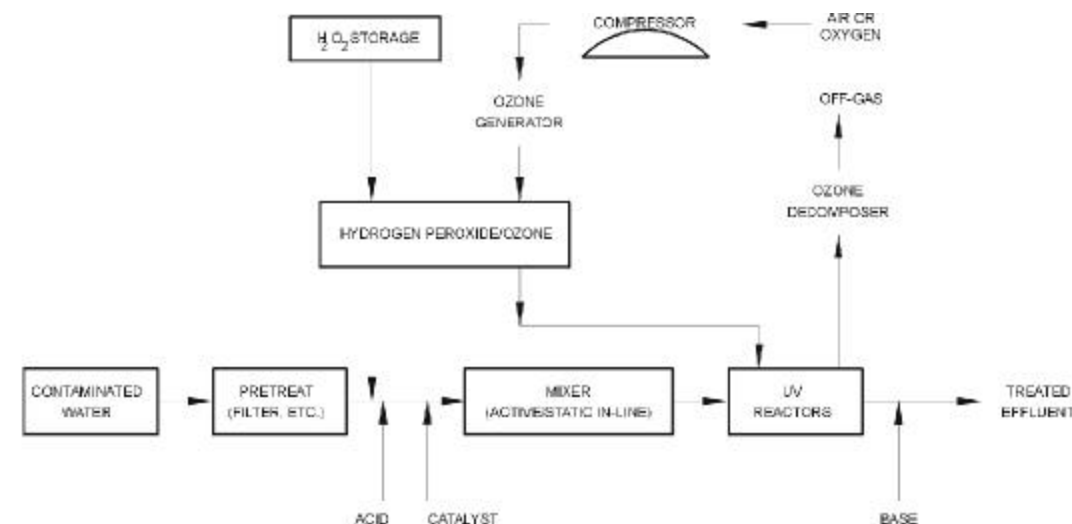 H2O2 STORAGE
COMPRESSOR
AIR OR
OXYGEN
OZONE
GENERATOR
OFF-GAS
OZONE
DECOMPOSER
HYDROGEN PEROXIDE/OZONE
CONTAMINATED
WATER
PRETREAT
(FILTER, ETC.)
MIXER
(ACTIVE/STATIC IN-LINE)
UV
REACTORS
TREATED
EFFLUENT
ACID
CATALYST
BASE